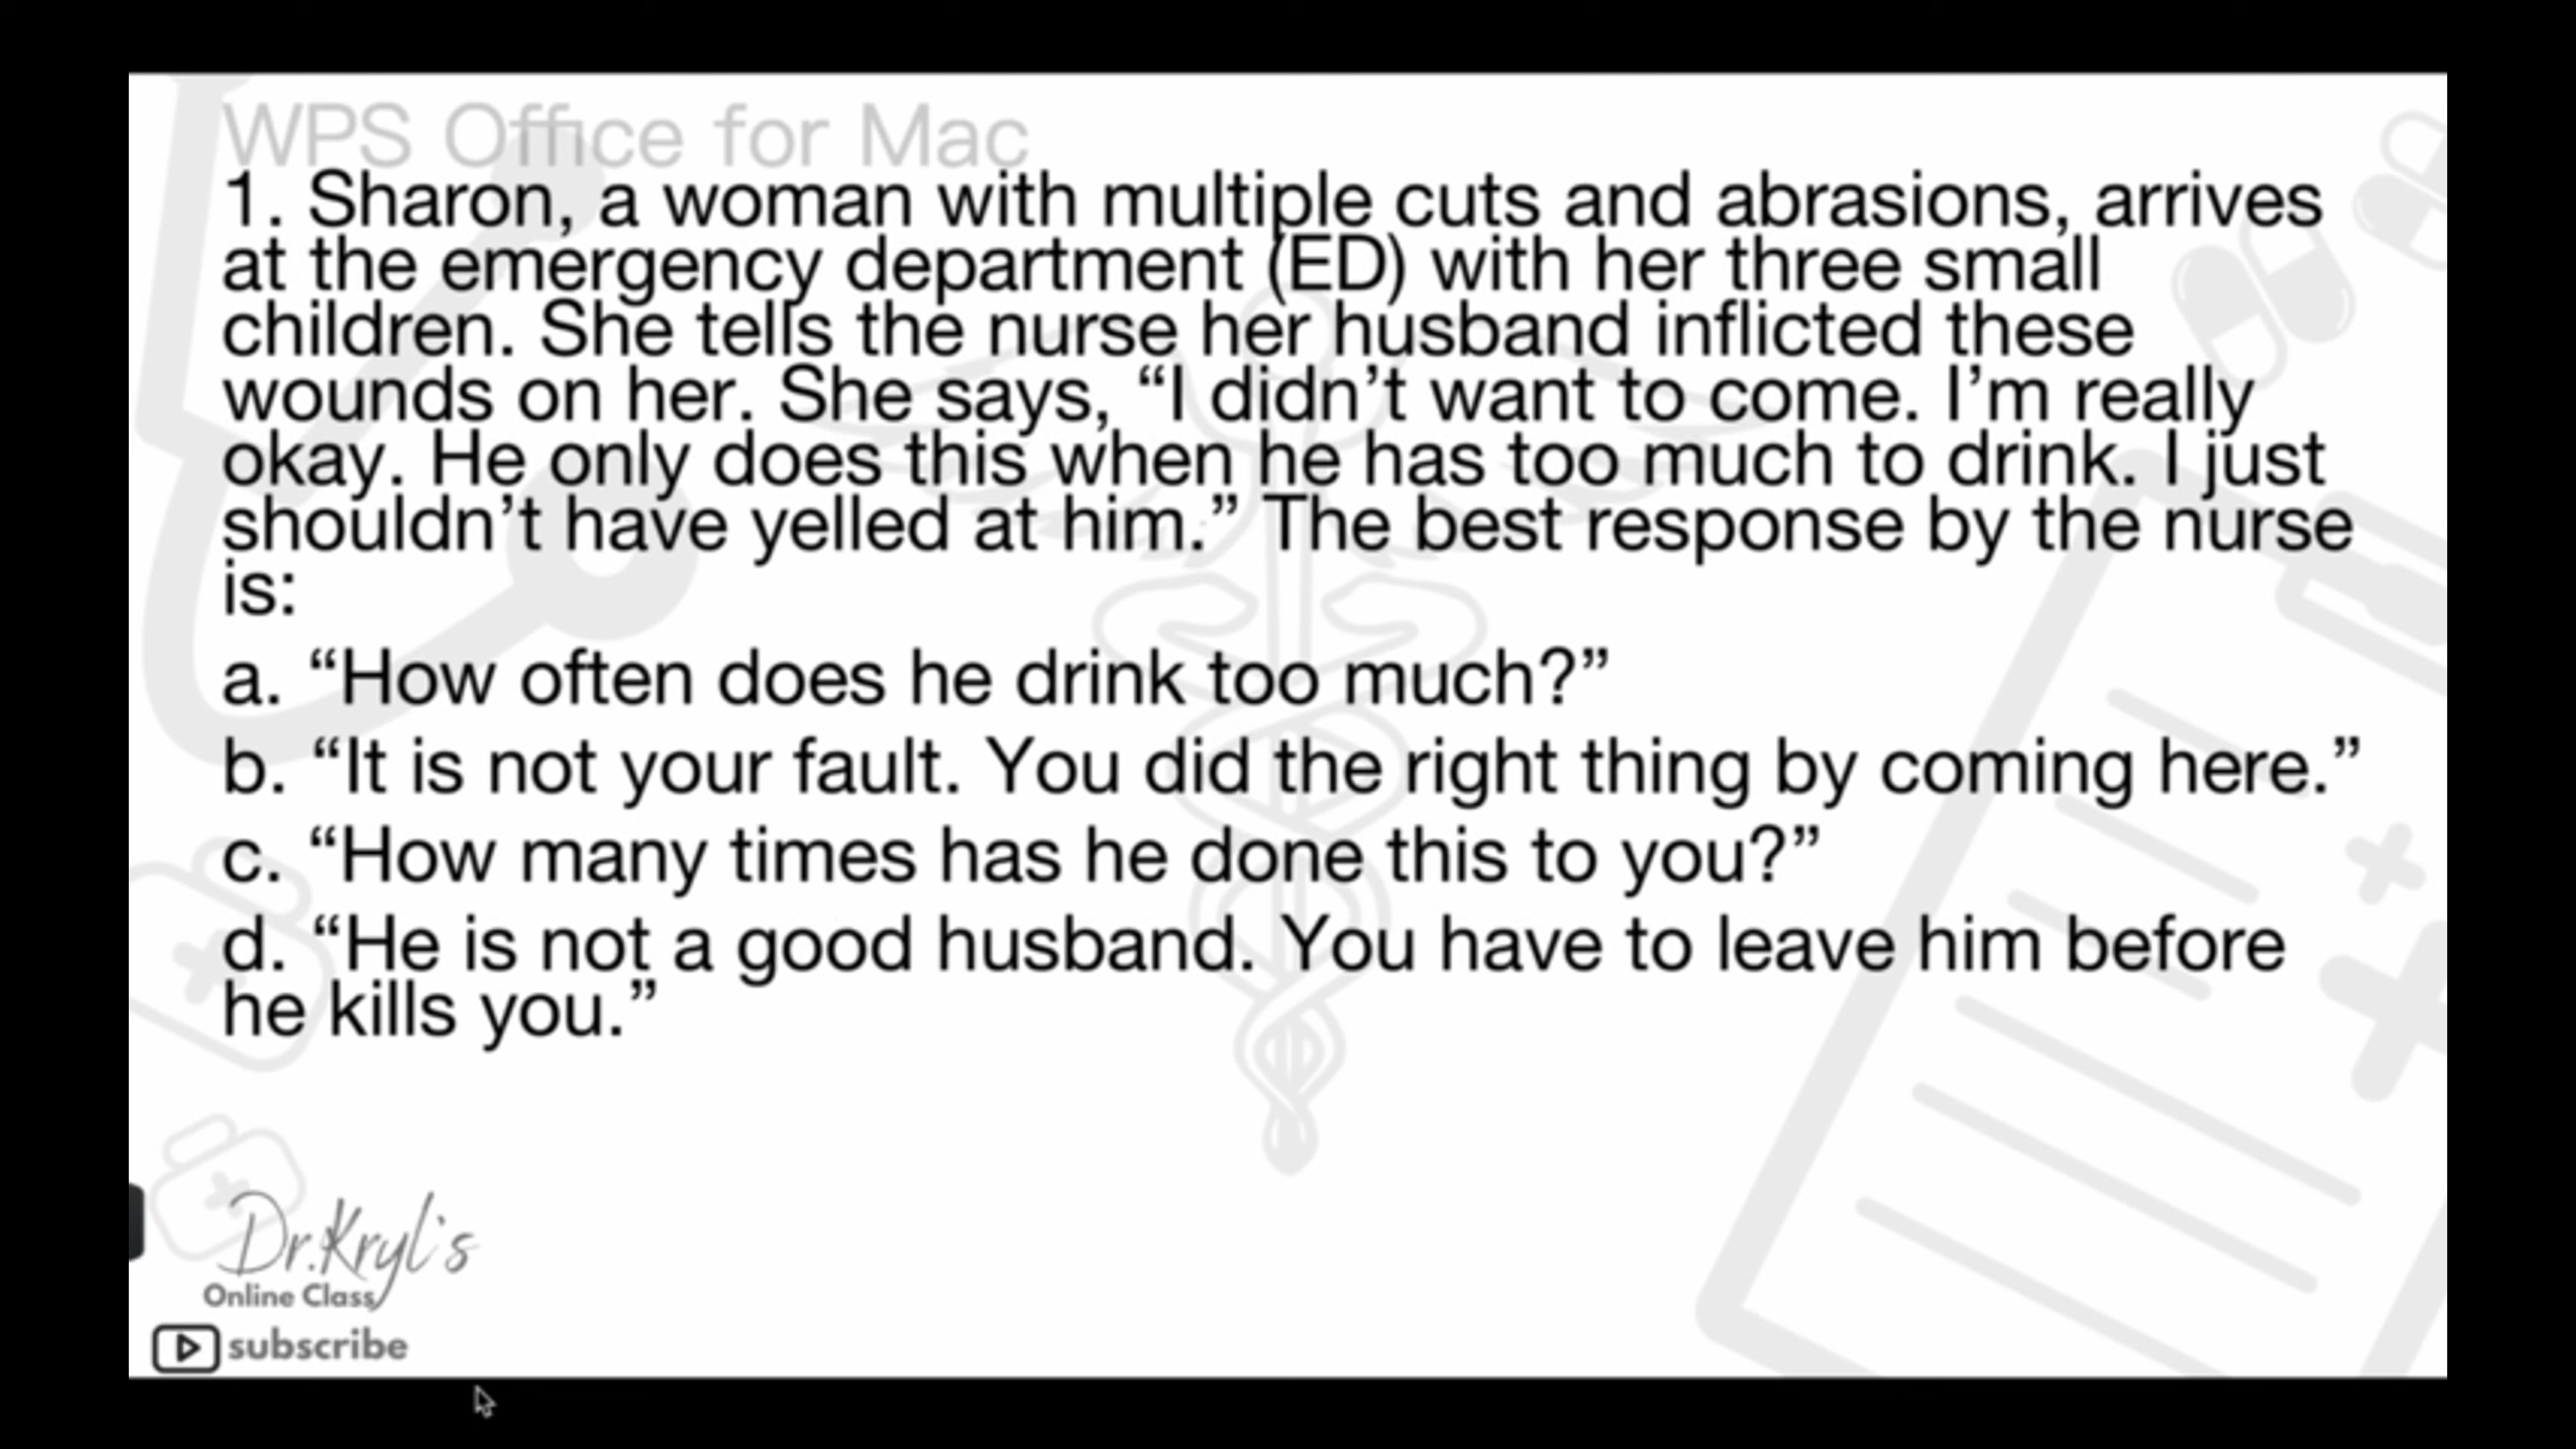 WPS Office for Mac
1. Sharon, a woman with multiple cuts and abrasions, arrives
at the emergency department (ED) with her three small
children. She tells the nurse her husband inflicted these
wounds on her. She says, “I didn’t want to come. I’m really
okay. He only does this when he has too much to drink. I just
shouldn’t have yelled at him.” The best response by the nurse
is:
a. “How often does he drink too much?”
b. “It is not your fault. You did the right thing by coming here.”
c. “How many times has he done this to you?”
d. “He is not a good husband. You have to leave him before
he kills you.”
Dr.Kryl's
Online Class
subscribe